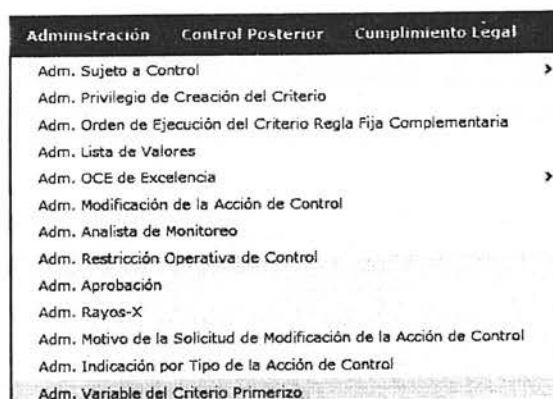 Administración Control Posterior Cumplimiento Legal
Adm. Sujeto a Control
Adm. Privilegio de Creación del Criterio
Adm. Orden de Ejecución del Criterio Regla Fija Complementaria
Adm. Lista de Valores
Adm. OCE de Excelencia
Adm. Modificación de la Acción de Control
Adm. Analista de Monitoreo
Adm. Restricción Operativa de Control
Adm. Aprobación
Adm. Rayos-X
Adm. Motivo de la Solicitud de Modificación de la Acción de Control
Adm. Indicación por Tipo de la Acción de Control
Adm. Variable del Criterio Primerizo